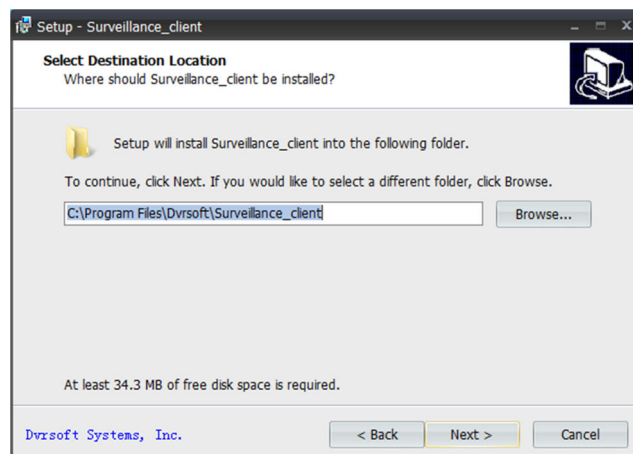 Setup - Surveillance_client
Select Destination Location
Where should Surveillance_client be installed?
Setup will install Surveillance_client into the following folder.
To continue, click Next. If you would like to select a different folder, click Browse.
C:\Program Files\Dvrsoft\Surveillance_client
Browse...
At least 34.3 MB of free disk space is required.
Dvrsoft Systems, Inc.
< Back
Next >
Cancel